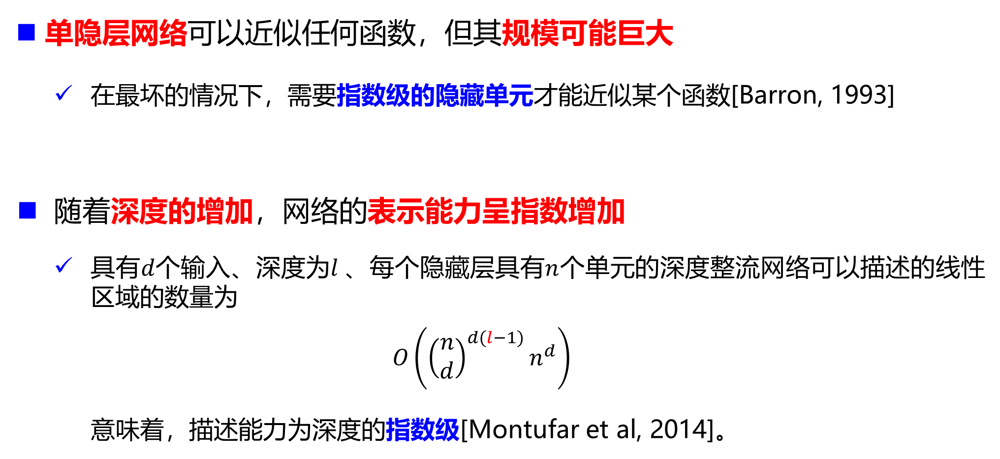 ■ 单隐层网络可以近似任何函数，但其规模可能巨大
✓ 在最坏的情况下，需要指数级的隐藏单元才能近似某个函数[Barron, 1993]
■ 随着深度的增加，网络的表示能力呈指数增加
✓ 具有d个输入、深度为l 、每个隐藏层具有n个单元的深度整流网络可以描述的线性
区域的数量为
$O\left(\binom{n}{d}^{d(l-1)} n^d\right)$
意味着，描述能力为深度的指数级[Montufar et al, 2014]。